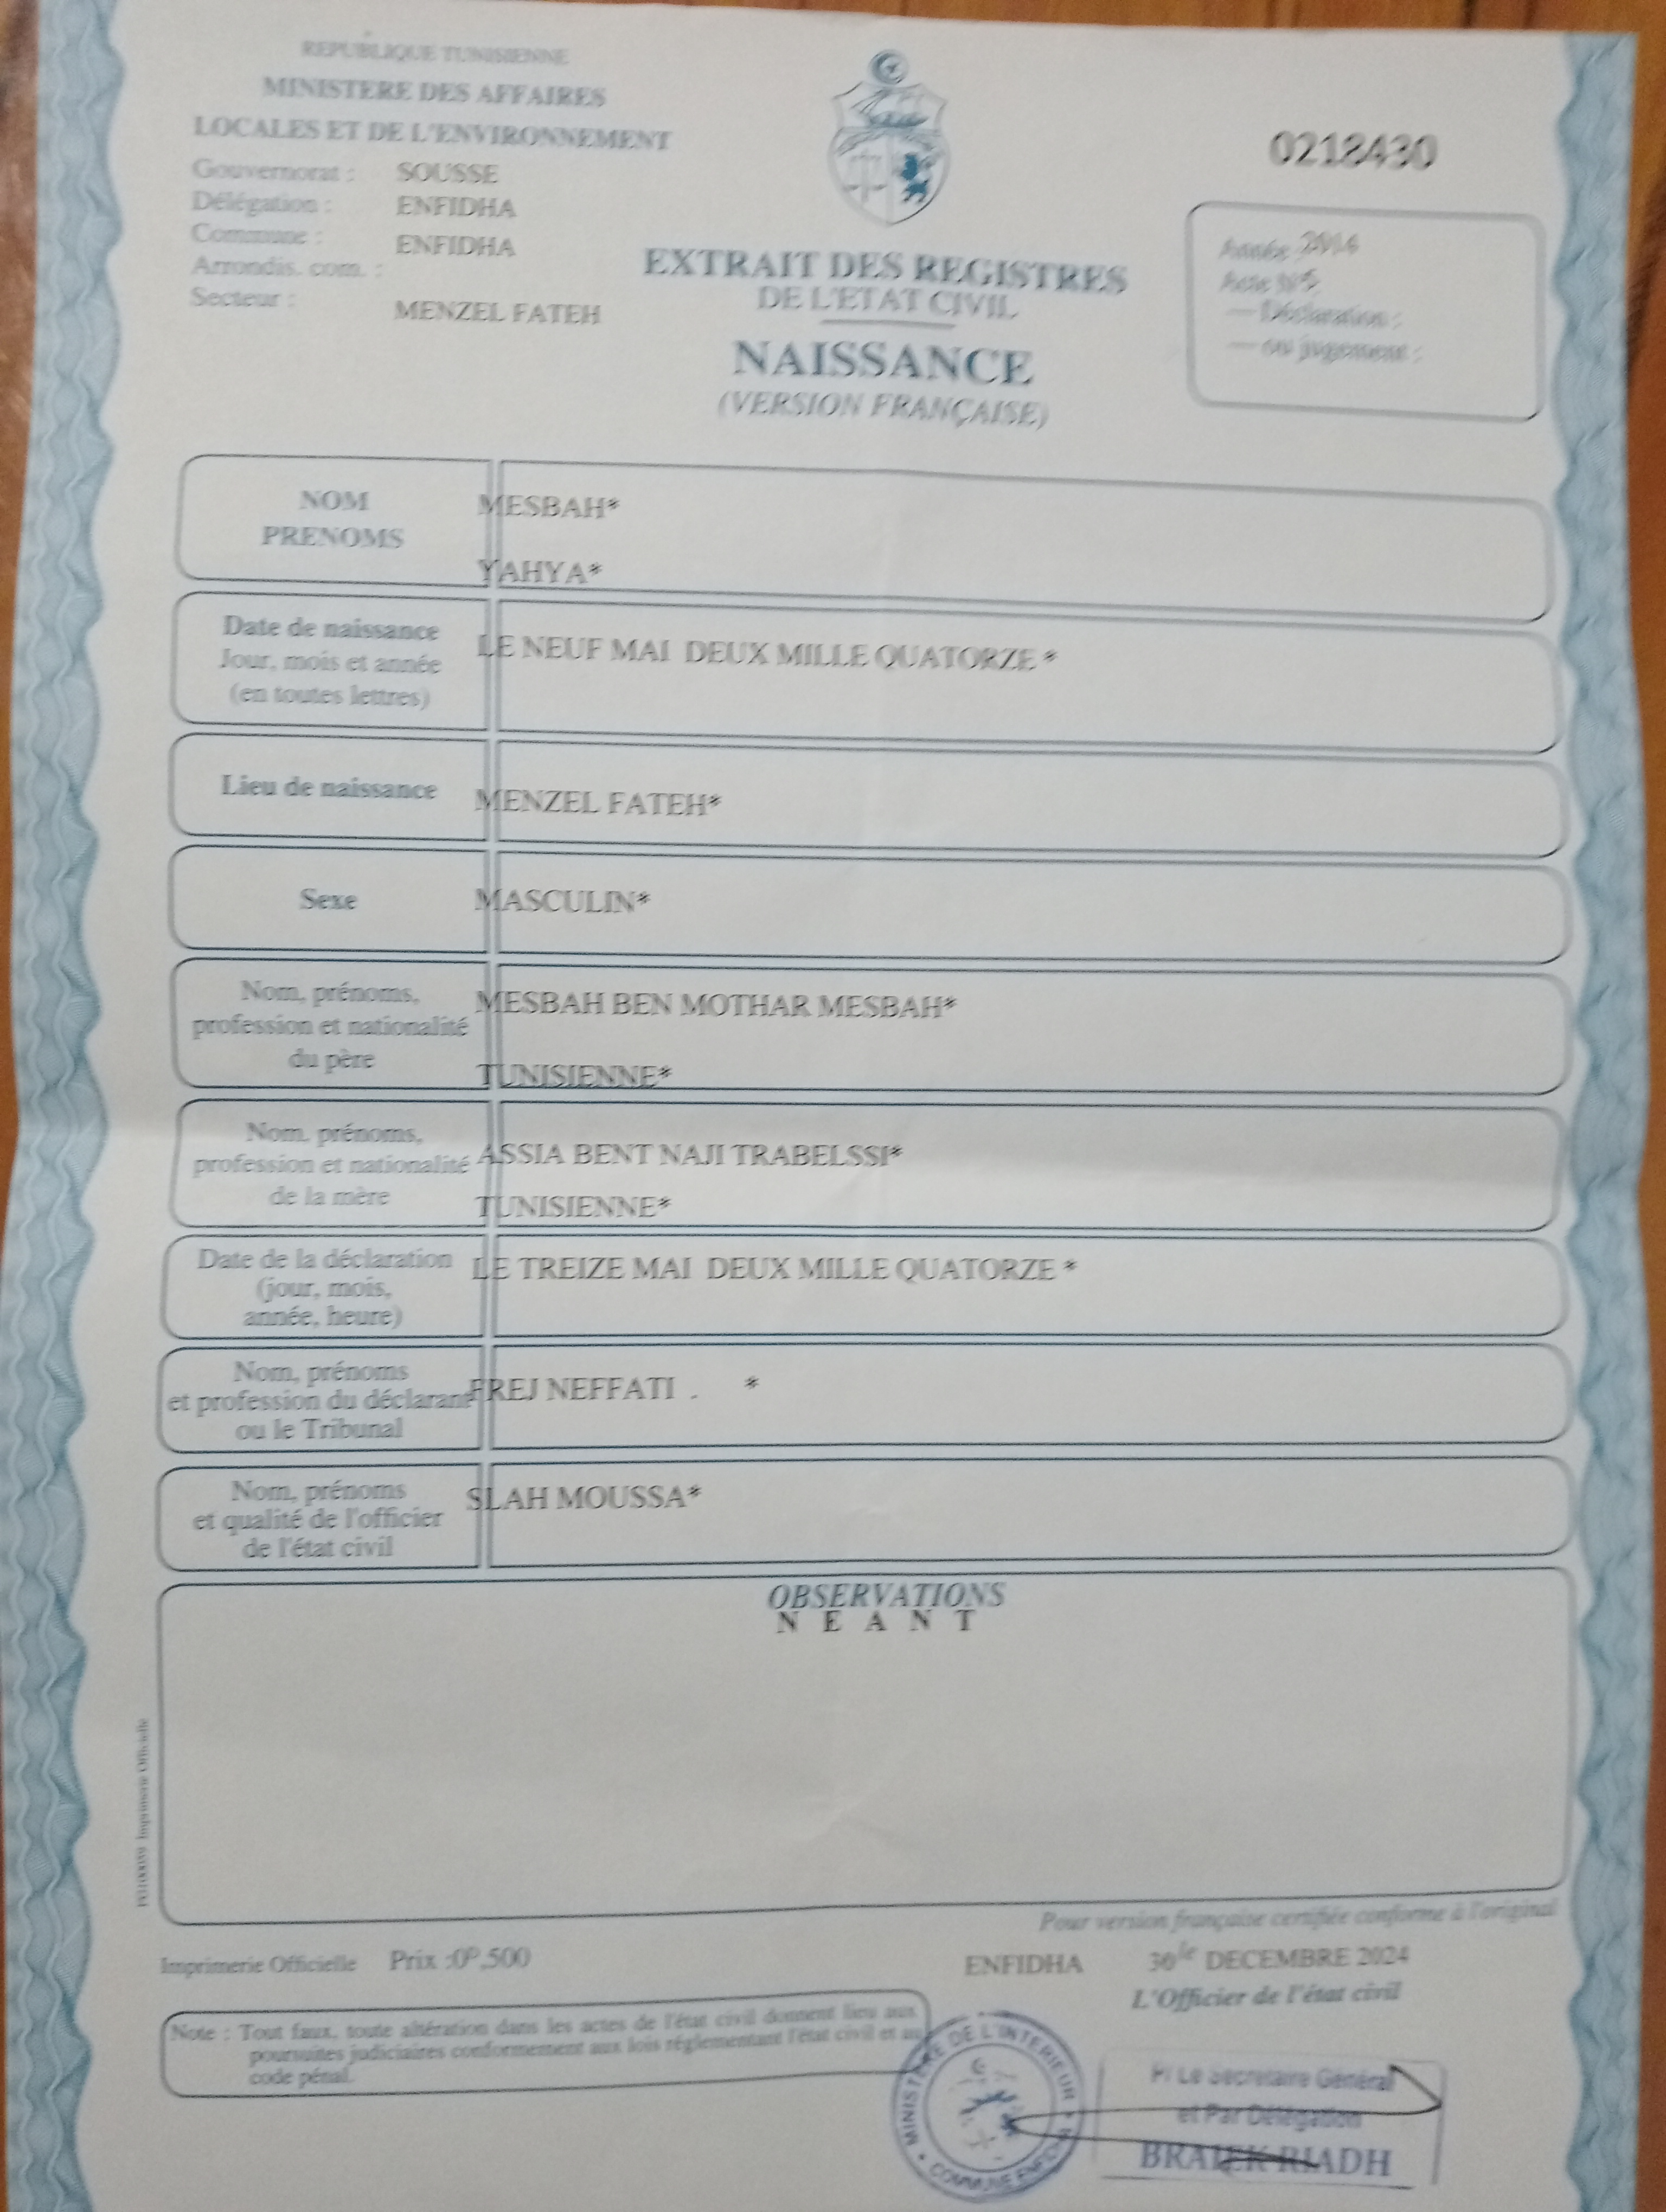 REPUBLIQUE TUNISIENNE
MINISTERE DES AFFAIRES
LOCALES ET DE L'ENVIRONNEMENT
Gouvernorat : SOUSSE
Délégation : ENFIDHA
Commune : ENFIDHA
Arrondis. com. :
Secteur : MENZEL FATEH
0218430
Année
Acte
— Déclaration :
— ou jugement :
EXTRAIT DES REGISTRES
DE L'ETAT CIVIL
NAISSANCE
(VERSION FRANÇAISE)
NOM
PRENOMS
MESBAH*
YAHYA*
Date de naissance
Jour, mois et année
(en toutes lettres)
LE NEUF MAI DEUX MILLE QUATORZE *
Lieu de naissance
MENZEL FATEH*
Sexe
MASCULIN*
Nom, prénoms,
profession et nationalité
du père
MESBAH BEN MOTHAR MESBAH*
TUNISIENNE*
Nom, prénoms,
profession et nationalité
de la mère
ASSIA BENT NAJI TRABELSSI*
TUNISIENNE*
Date de la déclaration
(jour, mois,
année, heure)
LE TREIZE MAI DEUX MILLE QUATORZE *
Nom, prénoms
et profession du déclarant
ou le Tribunal
FREJ NEFFATI . *
Nom, prénoms
et qualité de l'officier
de l'état civil
SLAH MOUSSA*
OBSERVATIONS
N E A N T
Imprimerie Officielle
Pour version française certifiée conforme à l'original
Imprimerie Officielle Prix :0D,500
ENFIDHA 30le DECEMBRE 2024
L'Officier de l'état civil
Note : Tout faux, toute altération dans les actes de l'état civil donnent lieu aux
poursuites judiciaires conformement aux lois réglementant l'état civil et au
code pénal.
MINISTERE DE L'INTERIEUR
COMMUNE ENFIDHA
P/ Le Secrétaire Général
et Par Délégation
BRAIEK RIADH